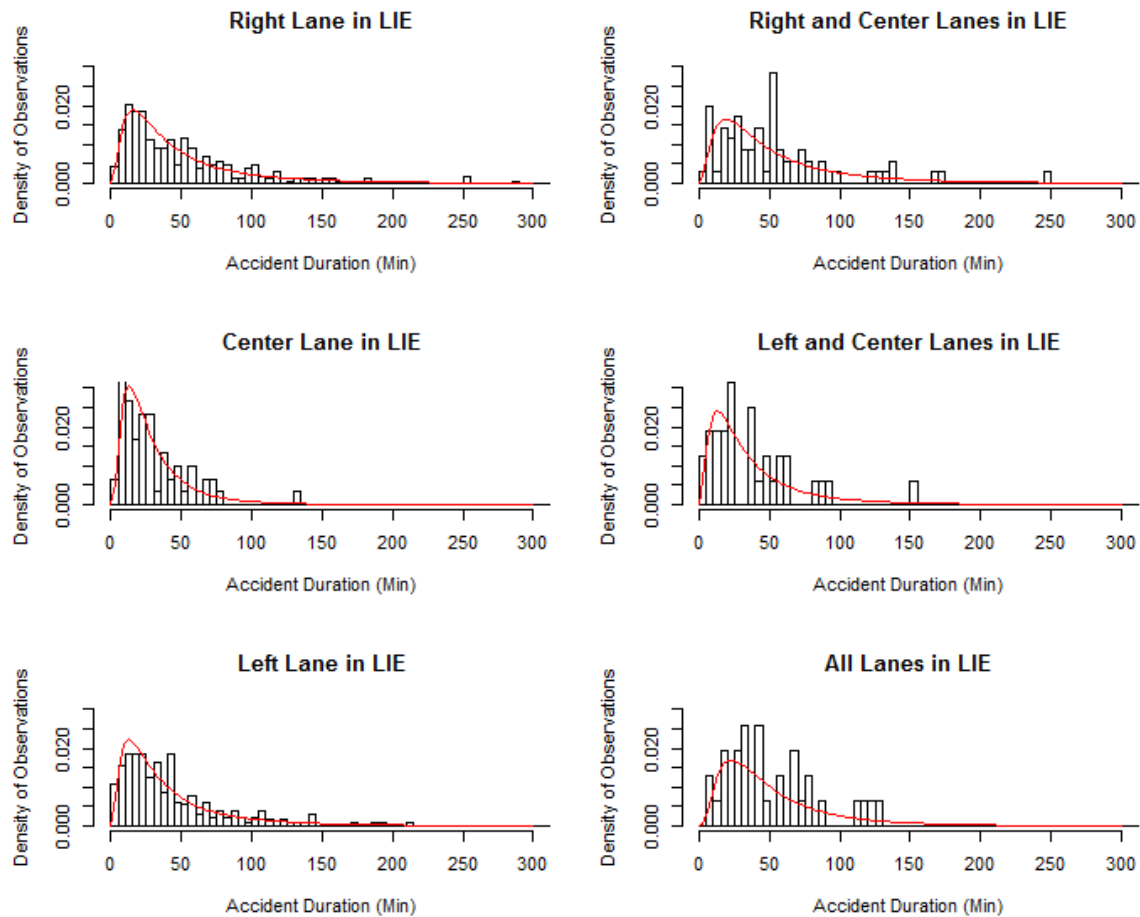 Right Lane in LIE
Density of Observations
0.000 0.020
0 50 100 150 200 250 300
Accident Duration (Min)
Right and Center Lanes in LIE
Density of Observations
0.000 0.020
0 50 100 150 200 250 300
Accident Duration (Min)
Center Lane in LIE
Density of Observations
0.000 0.020
0 50 100 150 200 250 300
Accident Duration (Min)
Left and Center Lanes in LIE
Density of Observations
0.000 0.020
0 50 100 150 200 250 300
Accident Duration (Min)
Left Lane in LIE
Density of Observations
0.000 0.020
0 50 100 150 200 250 300
Accident Duration (Min)
All Lanes in LIE
Density of Observations
0.000 0.020
0 50 100 150 200 250 300
Accident Duration (Min)